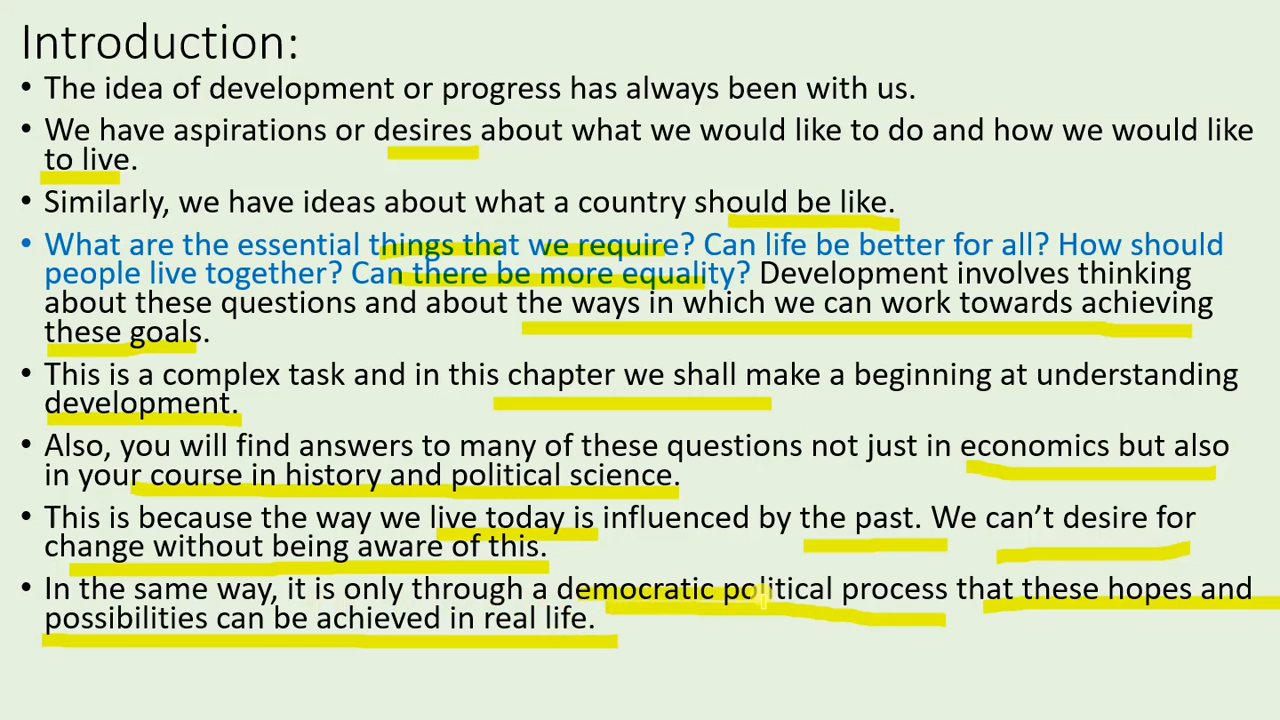 Introduction:
• The idea of development or progress has always been with us.
• We have aspirations or desires about what we would like to do and how we would like
to live.
• Similarly, we have ideas about what a country should be like.
• What are the essential things that we require? Can life be better for all? How should
people live together? Can there be more equality? Development involves thinking
about these questions and about the ways in which we can work towards achieving
these goals.
• This is a complex task and in this chapter we shall make a beginning at understanding
development.
• Also, you will find answers to many of these questions not just in economics but also
in your course in history and political science.
• This is because the way we live today is influenced by the past. We can’t desire for
change without being aware of this.
• In the same way, it is only through a democratic political process that these hopes and
possibilities can be achieved in real life.